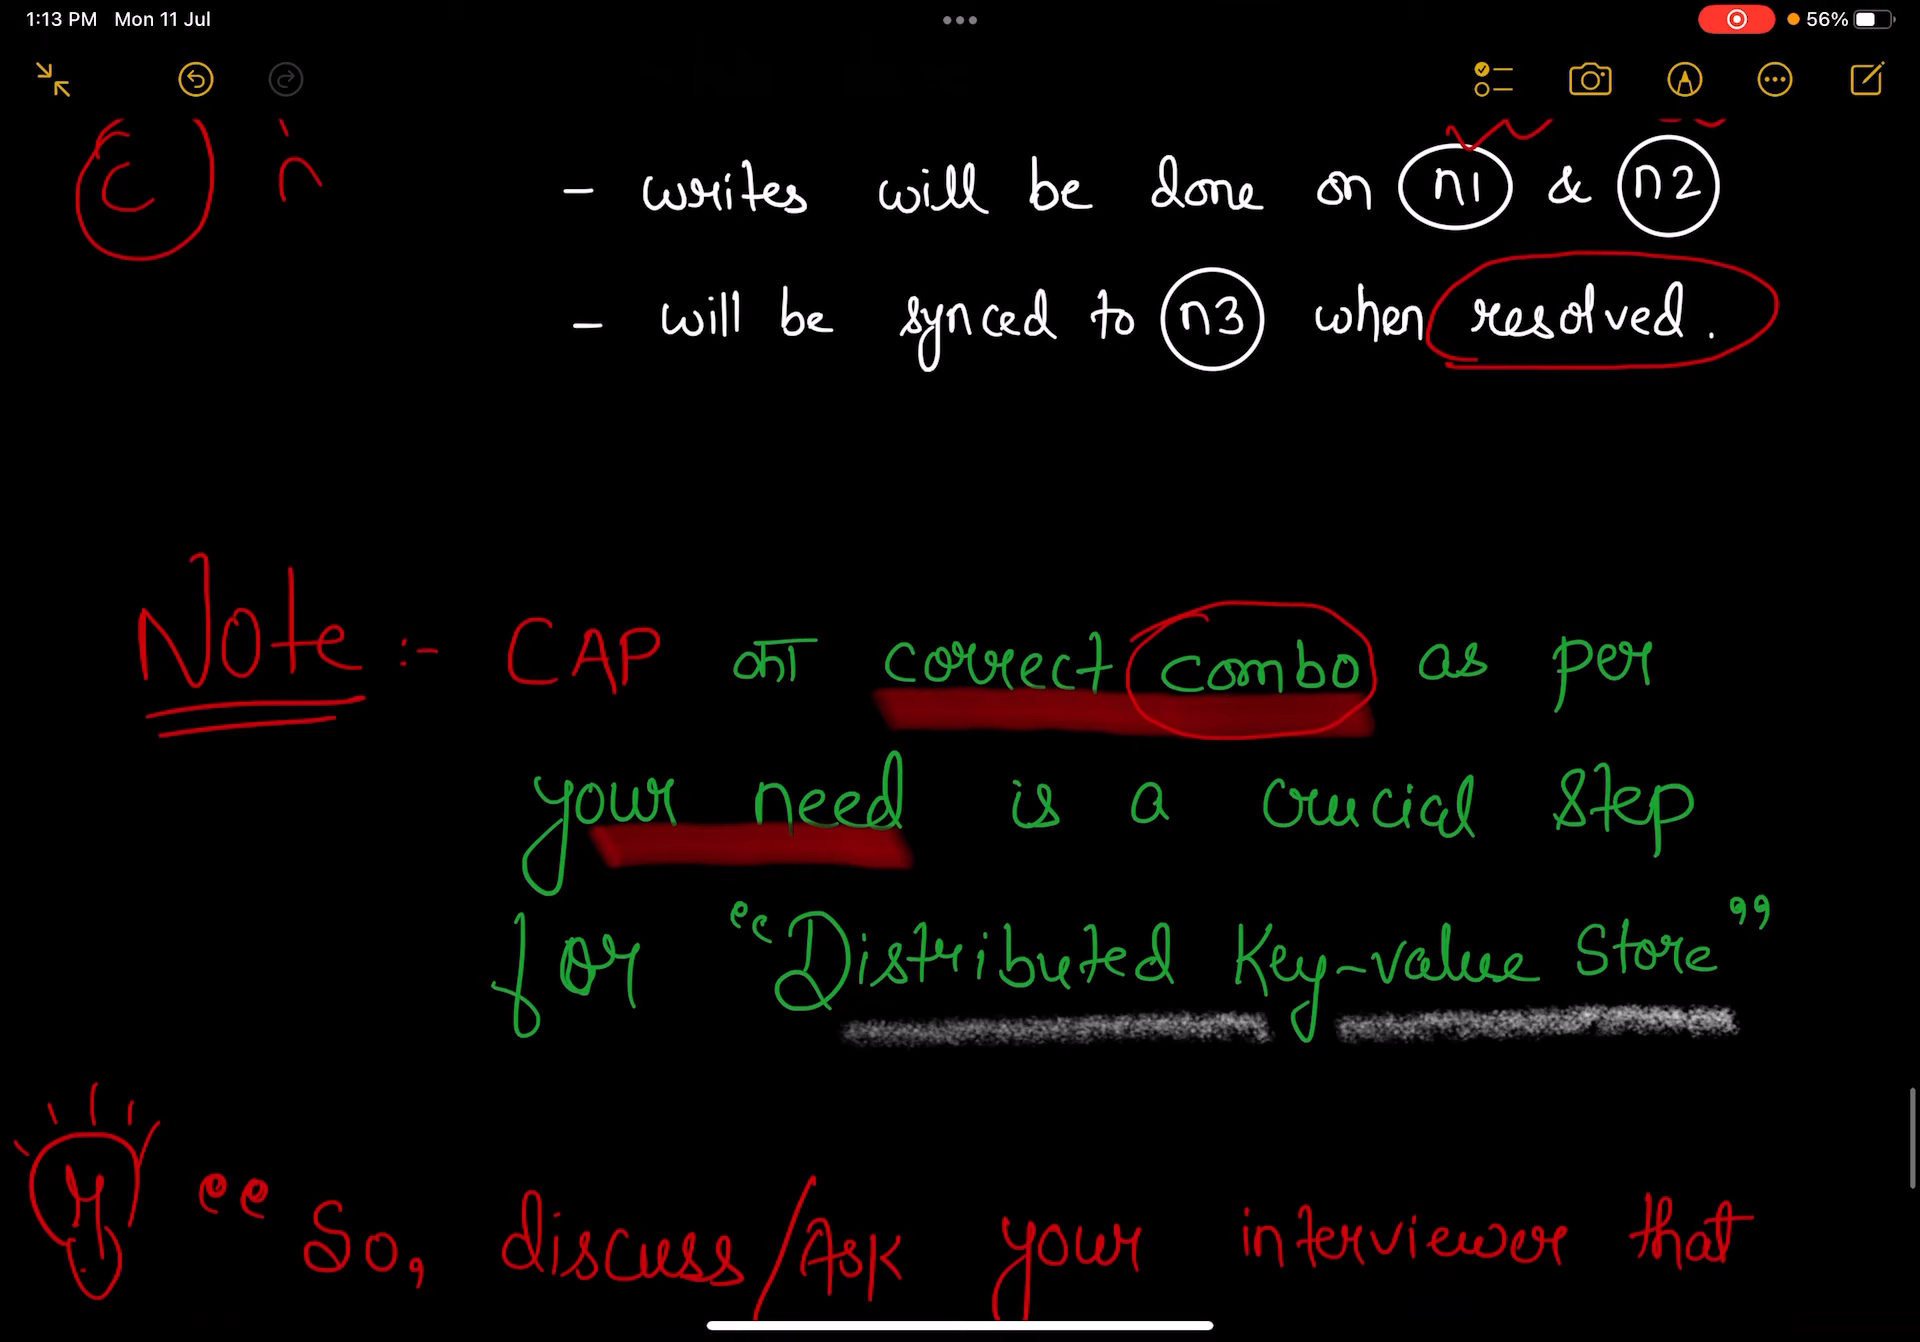 1:13 PM Mon 11 Jul
56%
C n
- writes will be done on n1 & n2
- will be synced to n3 when resolved.
Note :- CAP का correct combo as per
your need is a crucial step
for "Distributed Key-value Store"
"So, discuss/Ask your interviewer that